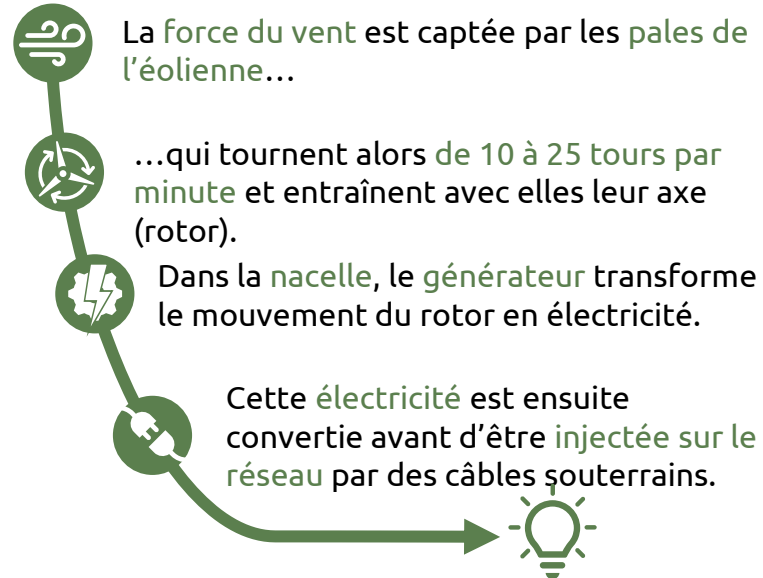 La force du vent est captée par les pales de
l’éolienne…
…qui tournent alors de 10 à 25 tours par
minute et entraînent avec elles leur axe
(rotor).
Dans la nacelle, le générateur transforme
le mouvement du rotor en électricité.
Cette électricité est ensuite
convertie avant d’être injectée sur le
réseau par des câbles souterrains.